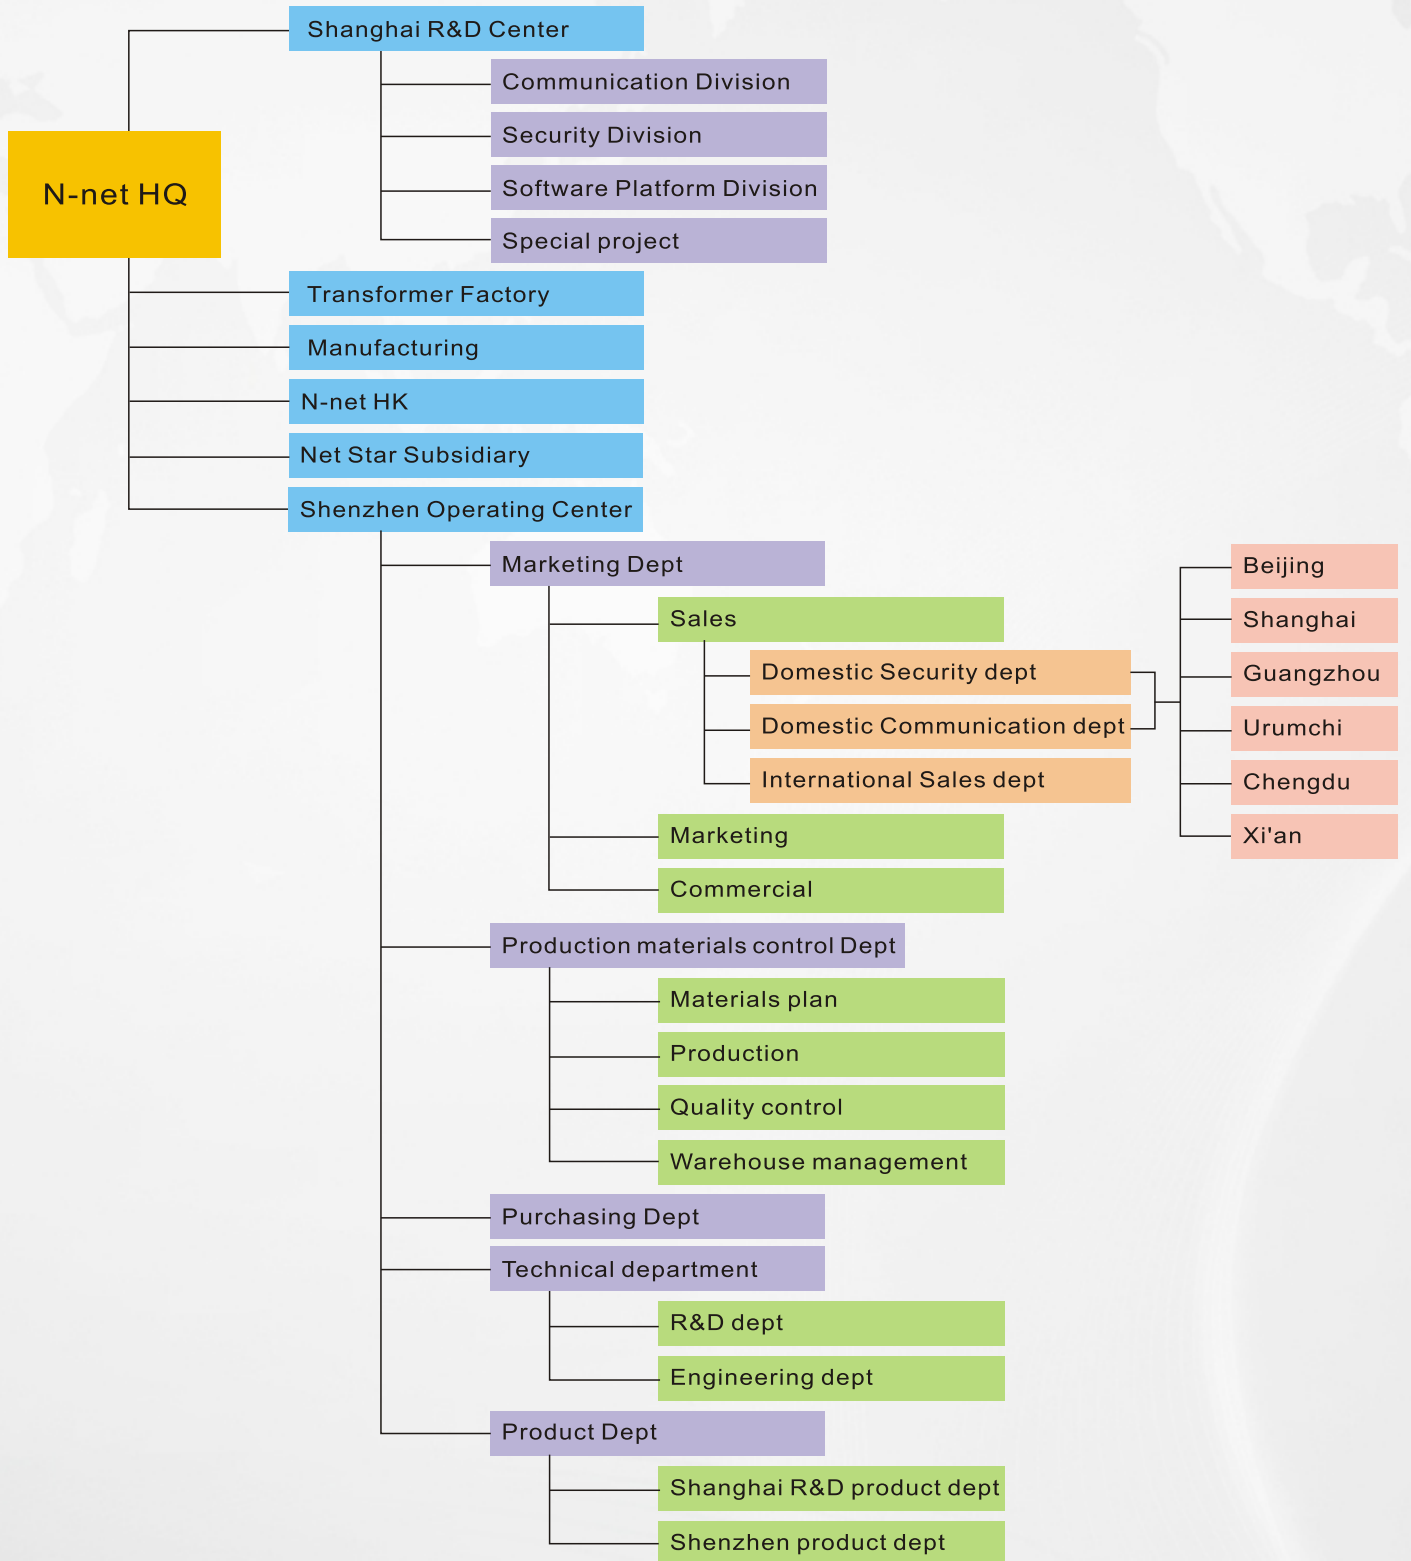 Shanghai R&D Center
Communication Division
Security Division
N-net HQ
Software Platform Division
Special project
Transformer Factory
Manufacturing
N-net HK
Net Star Subsidiary
Shenzhen Operating Center
Marketing Dept
Sales
Domestic Security dept
Domestic Communication dept
International Sales dept
Beijing
Shanghai
Guangzhou
Urumchi
Chengdu
Xi'an
Marketing
Commercial
Production materials control Dept
Materials plan
Production
Quality control
Warehouse management
Purchasing Dept
Technical department
R&D dept
Engineering dept
Product Dept
Shanghai R&D product dept
Shenzhen product dept